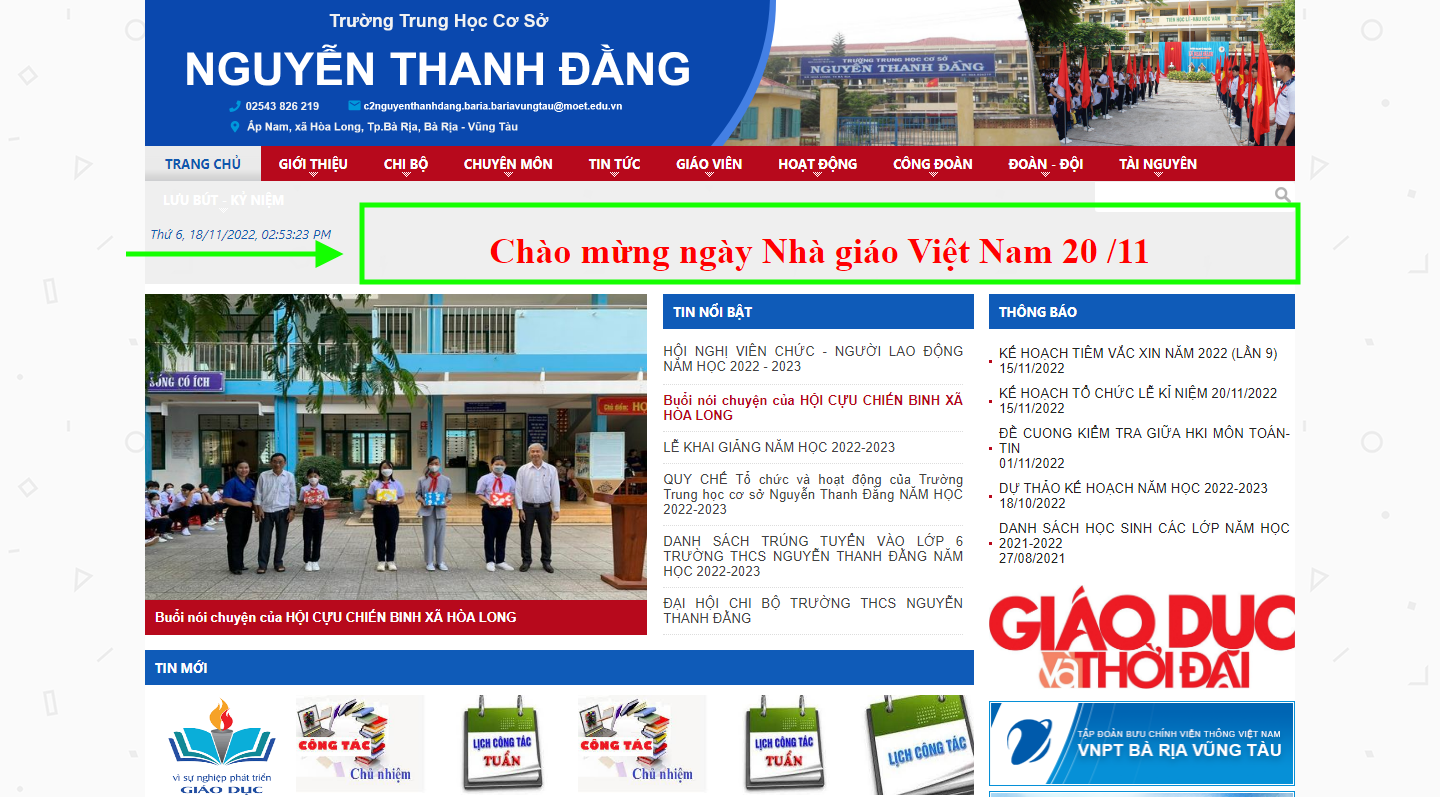 Trường Trung Học Cơ Sở
NGUYỄN THANH ĐẰNG
02543 826 219 c2nguyenthanhdang.baria.bariavungtau@moet.edu.vn
Ấp Nam, xã Hòa Long, Tp.Bà Rịa, Bà Rịa - Vũng Tàu
TRƯỜNG TRUNG HỌC CƠ SỞ
NGUYỄN THANH ĐẰNG
TIÊN HỌC LỄ - HẬU HỌC VĂN
TRANG CHỦ GIỚI THIỆU CHI BỘ CHUYÊN MÔN TIN TỨC GIÁO VIÊN HOẠT ĐỘNG CÔNG ĐOÀN ĐOÀN - ĐỘI TÀI NGUYÊN
LƯU BÚT - KỶ NIỆM
Thứ 6, 18/11/2022, 02:53:23 PM
Chào mừng ngày Nhà giáo Việt Nam 20 /11
SỐNG CÓ ÍCH
Buổi nói chuyện của HỘI CỰU CHIẾN BINH XÃ HÒA LONG
TIN NỔI BẬT
HỘI NGHỊ VIÊN CHỨC - NGƯỜI LAO ĐỘNG
NĂM HỌC 2022 - 2023
Buổi nói chuyện của HỘI CỰU CHIẾN BINH XÃ
HÒA LONG
LỄ KHAI GIẢNG NĂM HỌC 2022-2023
QUY CHẾ Tổ chức và hoạt động của Trường
Trung học cơ sở Nguyễn Thanh Đằng NĂM HỌC
2022-2023
DANH SÁCH TRÚNG TUYỂN VÀO LỚP 6
TRƯỜNG THCS NGUYỄN THANH ĐẰNG NĂM
HỌC 2022-2023
ĐẠI HỘI CHI BỘ TRƯỜNG THCS NGUYỄN
THANH ĐẰNG
THÔNG BÁO
KẾ HOẠCH TIÊM VẮC XIN NĂM 2022 (LẦN 9)
15/11/2022
KẾ HOẠCH TỔ CHỨC LỄ KỈ NIỆM 20/11/2022
15/11/2022
ĐỀ CUONG KIỂM TRA GIỮA HKI MÔN TOÁN-
TIN
01/11/2022
DỰ THẢO KẾ HOẠCH NĂM HỌC 2022-2023
18/10/2022
DANH SÁCH HỌC SINH CÁC LỚP NĂM HỌC
2021-2022
27/08/2021
GIÁO DỤC
và THỜI ĐẠI
TẬP ĐOÀN BƯU CHÍNH VIỄN THÔNG VIỆT NAM
VNPT BÀ RỊA VŨNG TÀU
TIN MỚI
vì sự nghiệp phát triển
GIÁO DỤC
CÔNG TÁC
Chủ nhiệm
LỊCH CÔNG TÁC
TUẦN
CÔNG TÁC
Chủ nhiệm
LỊCH CÔNG TÁC
TUẦN
LỊCH CÔNG TÁC